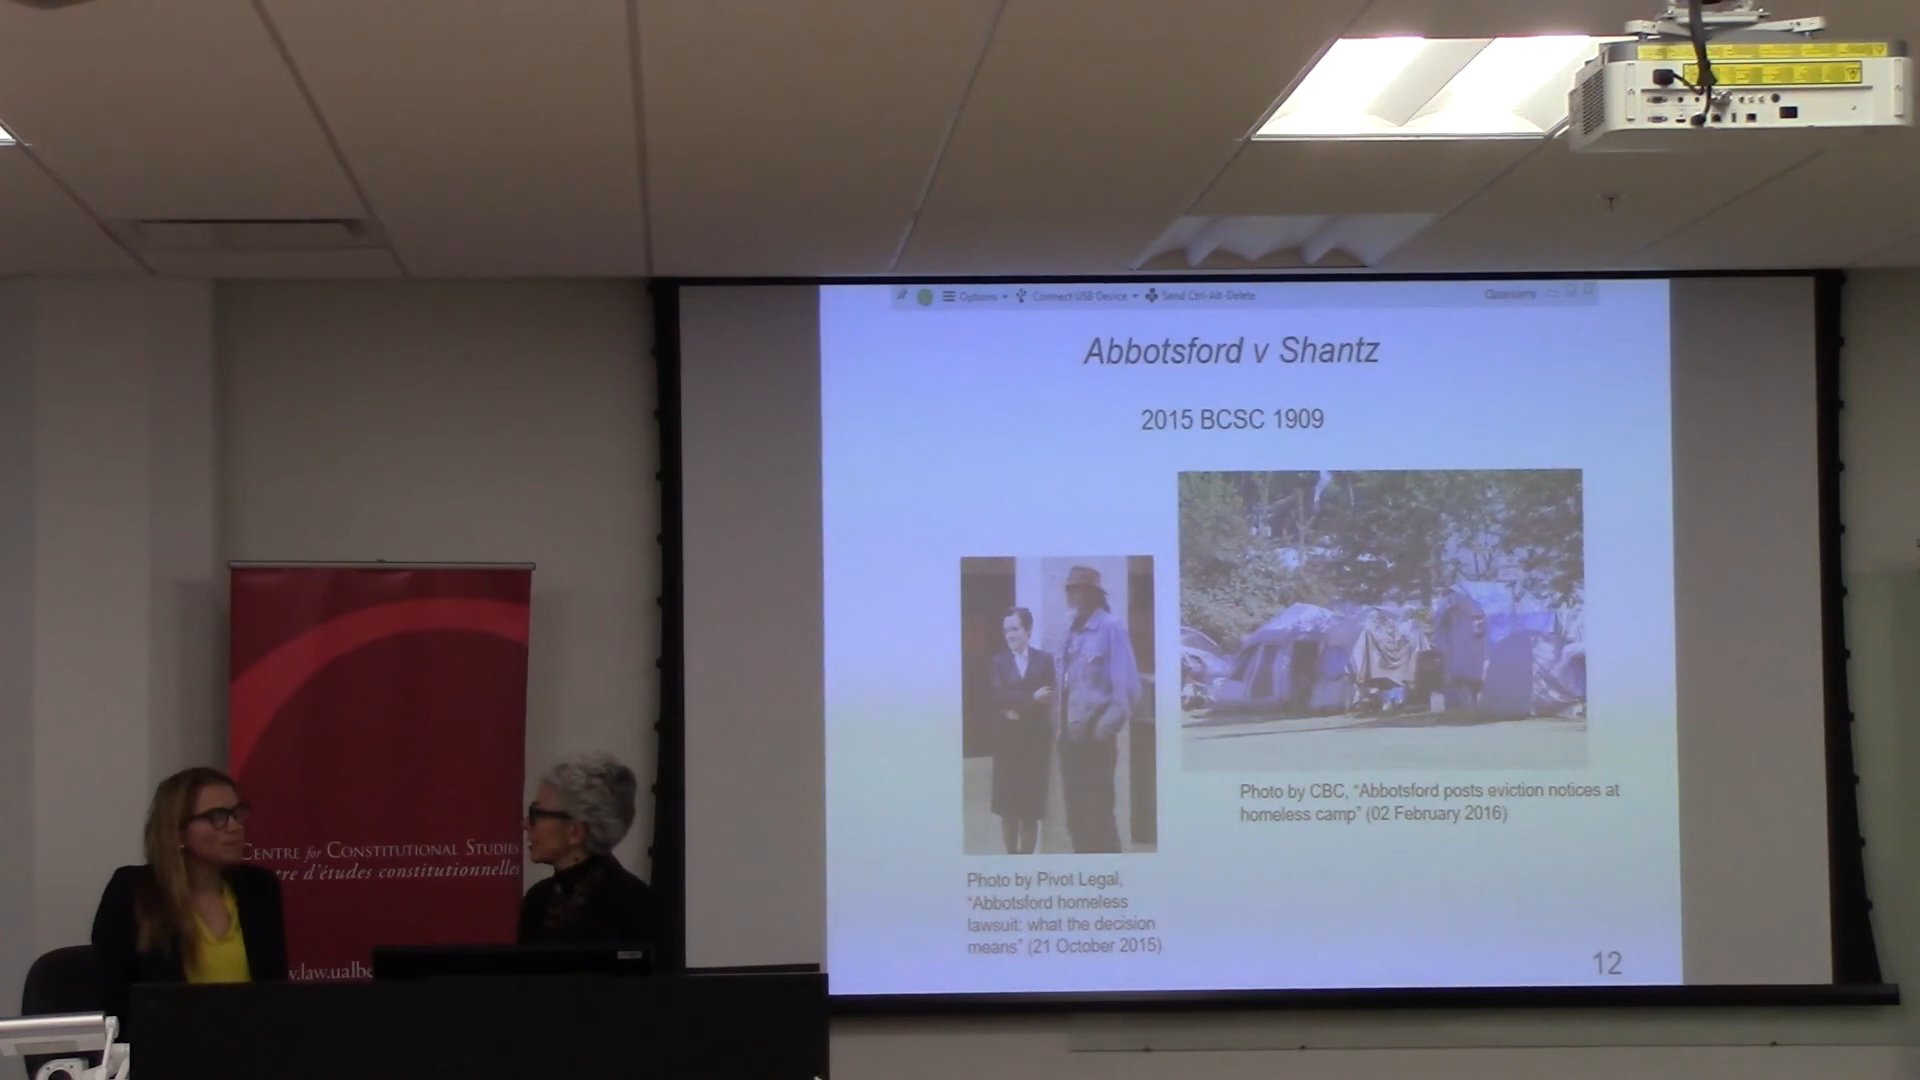 Options
Connect USB Device
Send Ctrl-Alt-Delete
Classrooms
Abbotsford v Shantz
2015 BCSC 1909
Photo by CBC, “Abbotsford posts eviction notices at
homeless camp” (02 February 2016)
Photo by Pivot Legal,
“Abbotsford homeless
lawsuit: what the decision
means” (21 October 2015)
12
CENTRE for CONSTITUTIONAL STUDIES
tre d'études constitutionnelles
w.law.ualbe